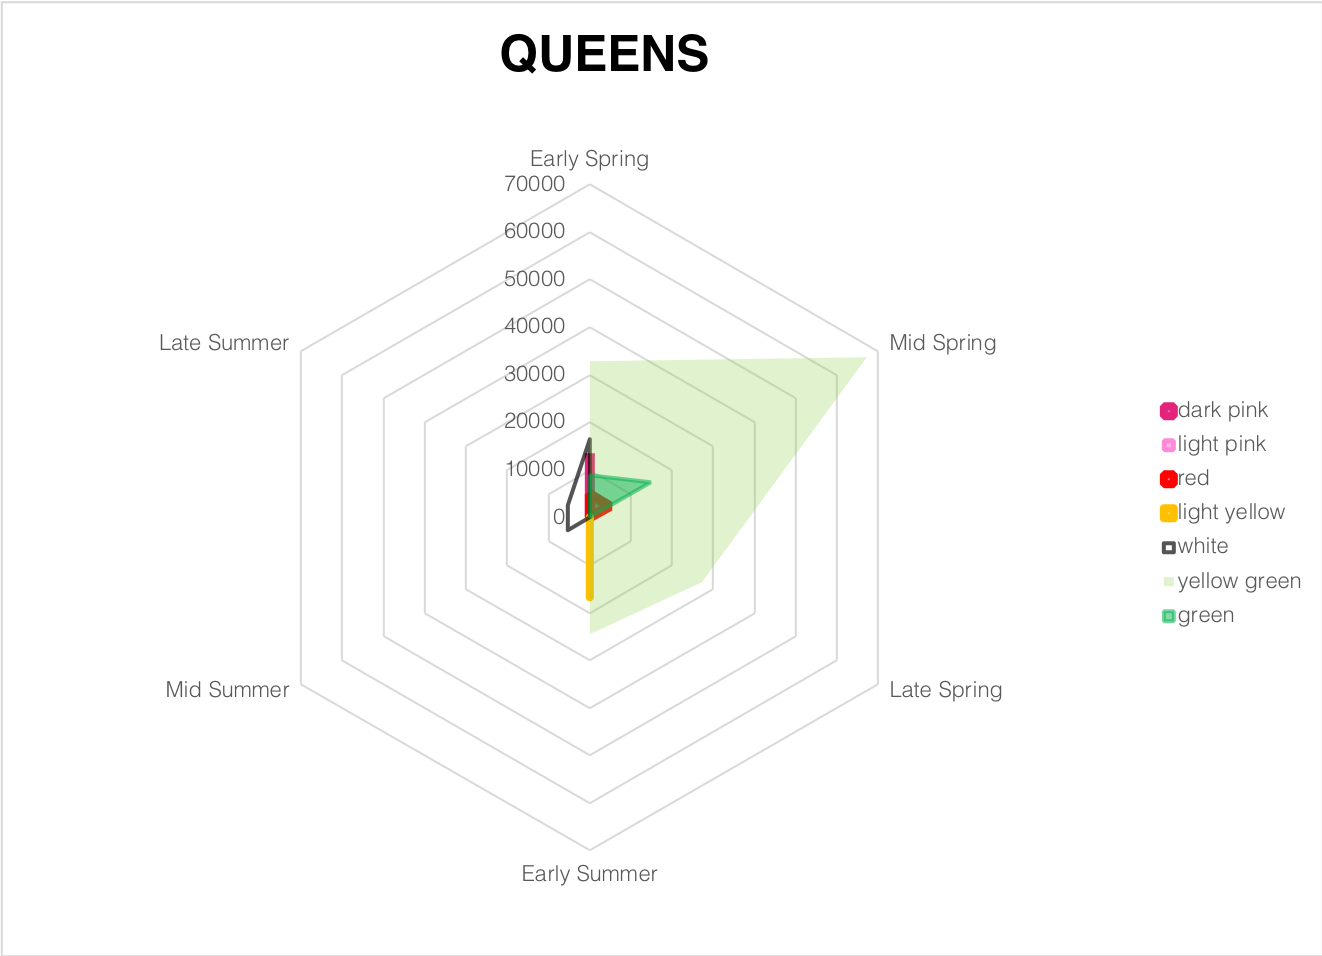 QUEENS
Early Spring
70000
60000
50000
40000
30000
20000
10000
0
Late Summer
Mid Spring
Mid Summer
Late Spring
Early Summer
dark pink
light pink
red
light yellow
white
yellow green
green